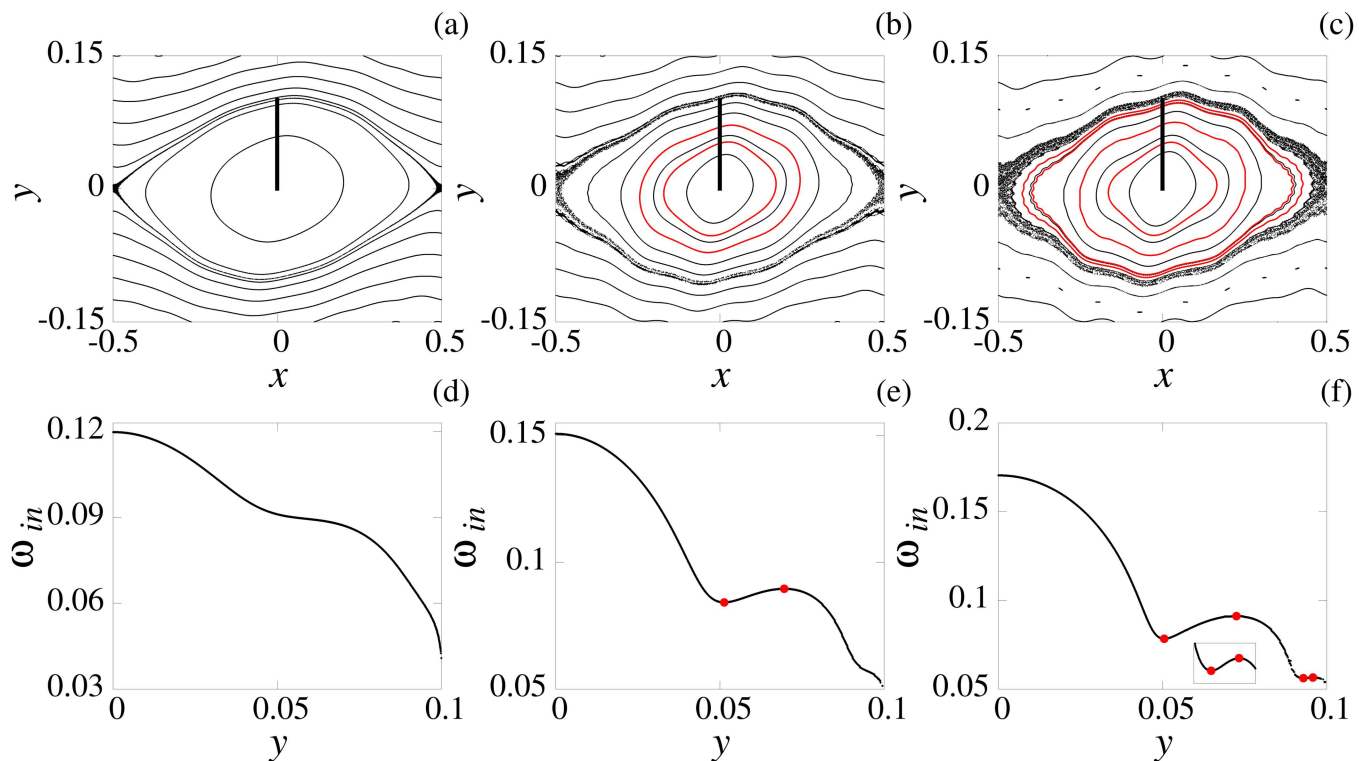 (a) (b) (c)
0.15 0.15 0.15
y y y
0 0 0
-0.15 -0.15 -0.15
-0.5 0 0.5 -0.5 0 0.5 -0.5 0 0.5
x x x
(d) (e) (f)
0.12 0.15 0.2
0.09 0.1 0.15
0.06 0.05 0.1
0.03 0.05
ω in ω in ω in
0 0.05 0.1 0 0.05 0.1 0 0.05 0.1
y y y